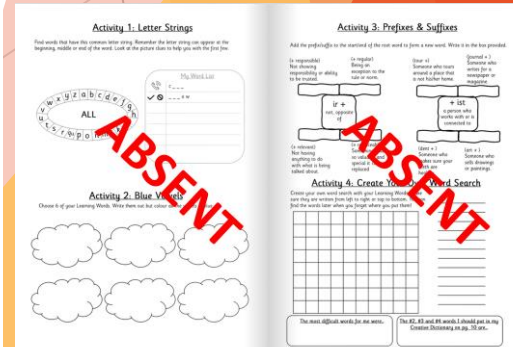 Activity 1: Letter Strings
Find words that have this common letter string. Remember the letter string can appear at the
beginning, middle or end of the word. Look at the picture clues to help you with the first few.
My Word List
ALL
ABSENT
Activity 2: Blue Vowels
Choose 6 of your Learning Words. Write them out but colour
Activity 3: Prefixes & Suffixes
Add the prefix/suffix to the start/end of the root word to form a new word. Write it in the box provided.
(+ responsible)
Not showing
responsibility or ability
to be trusted.
(+ regular)
Being an
exception to the
rule or norm.
(tour +)
Someone who tours
around a place that
is not their home.
(journal + )
Someone who
writes for a
newspaper or
magazine.
ir +
not, opposite
of
+ ist
a person who
works with or is
connected to
(+ relevant)
Not having
anything to do
with what is being
talked about.
special
replaced.
(dent + )
Someone who
makes sure your
teeth are
(art + )
Someone who
with drawings
or paintings.
ABSENT
Activity 4: Create Your Own Word Search
Create your own word search with your Learning Words.
sure they are written from left to right or top to bottom.
find the words later when you forget where you put them!
The most difficult words for me were..
The #2, #3 and #4 words I should put in my
Creative Dictionary on pg. 70 are..